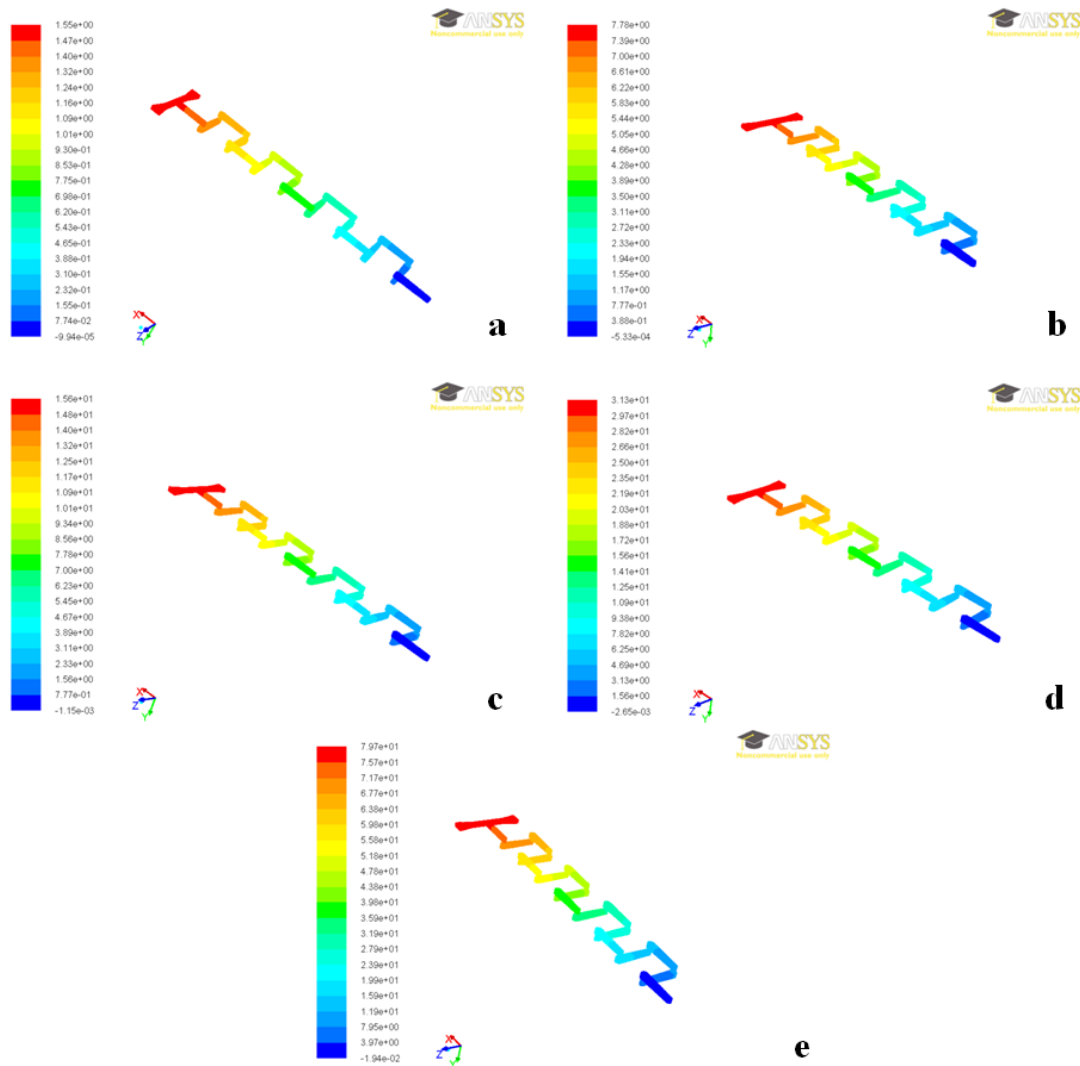 ANSYS
Noncommercial use only
1.55e+00
1.47e+00
1.40e+00
1.32e+00
1.24e+00
1.16e+00
1.09e+00
1.01e+00
9.30e-01
8.53e-01
7.75e-01
6.98e-01
6.20e-01
5.43e-01
4.65e-01
3.88e-01
3.10e-01
2.32e-01
1.55e-01
7.74e-02
-9.94e-05
X
Z
Y
a
ANSYS
Noncommercial use only
7.78e+00
7.39e+00
7.00e+00
6.61e+00
6.22e+00
5.83e+00
5.44e+00
5.05e+00
4.66e+00
4.28e+00
3.89e+00
3.50e+00
3.11e+00
2.72e+00
2.33e+00
1.94e+00
1.55e+00
1.17e+00
7.77e-01
3.88e-01
-5.33e-04
X
Z
Y
b
ANSYS
Noncommercial use only
1.56e+01
1.48e+01
1.40e+01
1.32e+01
1.25e+01
1.17e+01
1.09e+01
1.01e+01
9.34e+00
8.56e+00
7.78e+00
7.00e+00
6.23e+00
5.45e+00
4.67e+00
3.89e+00
3.11e+00
2.33e+00
1.56e+00
7.77e-01
-1.15e-03
X
Z
Y
c
ANSYS
Noncommercial use only
3.13e+01
2.97e+01
2.82e+01
2.66e+01
2.50e+01
2.35e+01
2.19e+01
2.03e+01
1.88e+01
1.72e+01
1.56e+01
1.41e+01
1.25e+01
1.09e+01
9.38e+00
7.82e+00
6.25e+00
4.69e+00
3.13e+00
1.56e+00
-2.65e-03
X
Z
Y
d
ANSYS
Noncommercial use only
7.97e+01
7.57e+01
7.17e+01
6.77e+01
6.38e+01
5.98e+01
5.58e+01
5.18e+01
4.78e+01
4.38e+01
3.98e+01
3.59e+01
3.19e+01
2.79e+01
2.39e+01
1.99e+01
1.59e+01
1.19e+01
7.95e+00
3.97e+00
-1.94e-02
X
Z
Y
e